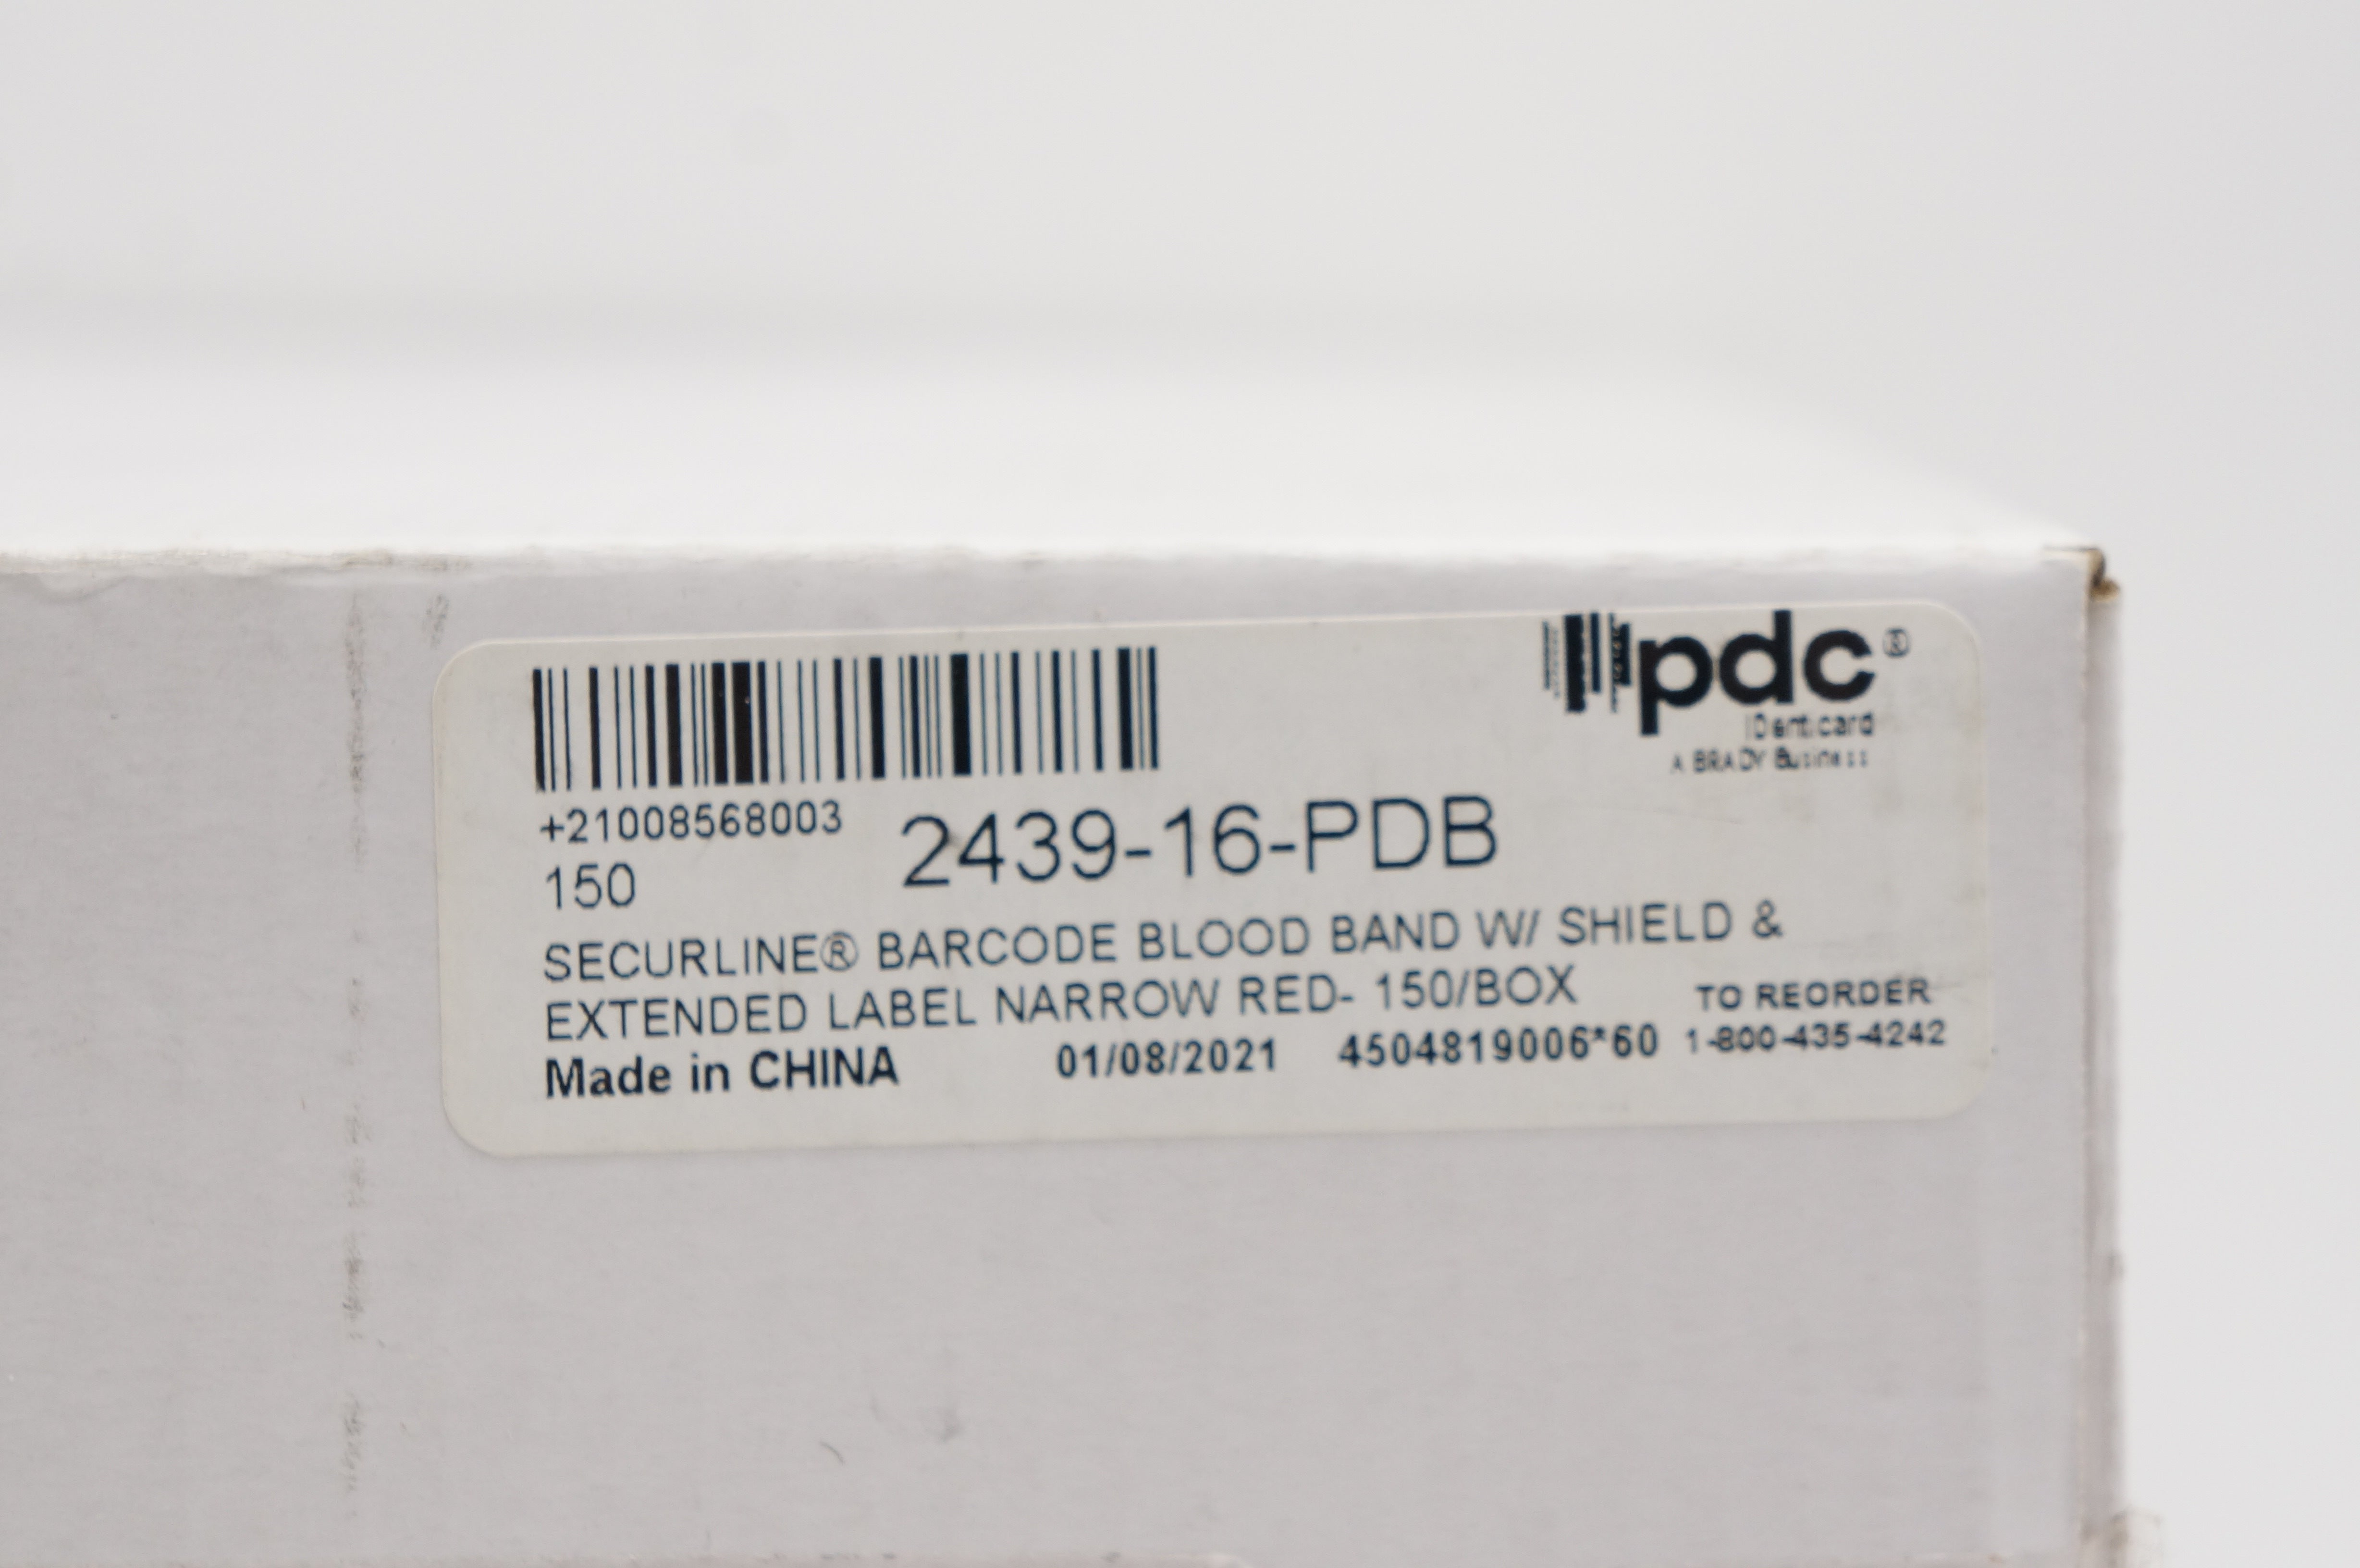 pdc®
IDenticard
A BRADY Business
+21008568003
2439-16-PDB
150
SECURLINE® BARCODE BLOOD BAND W/ SHIELD &
EXTENDED LABEL NARROW RED- 150/BOX
TO REORDER
Made in CHINA 01/08/2021 4504819006*60 1-800-435-4242